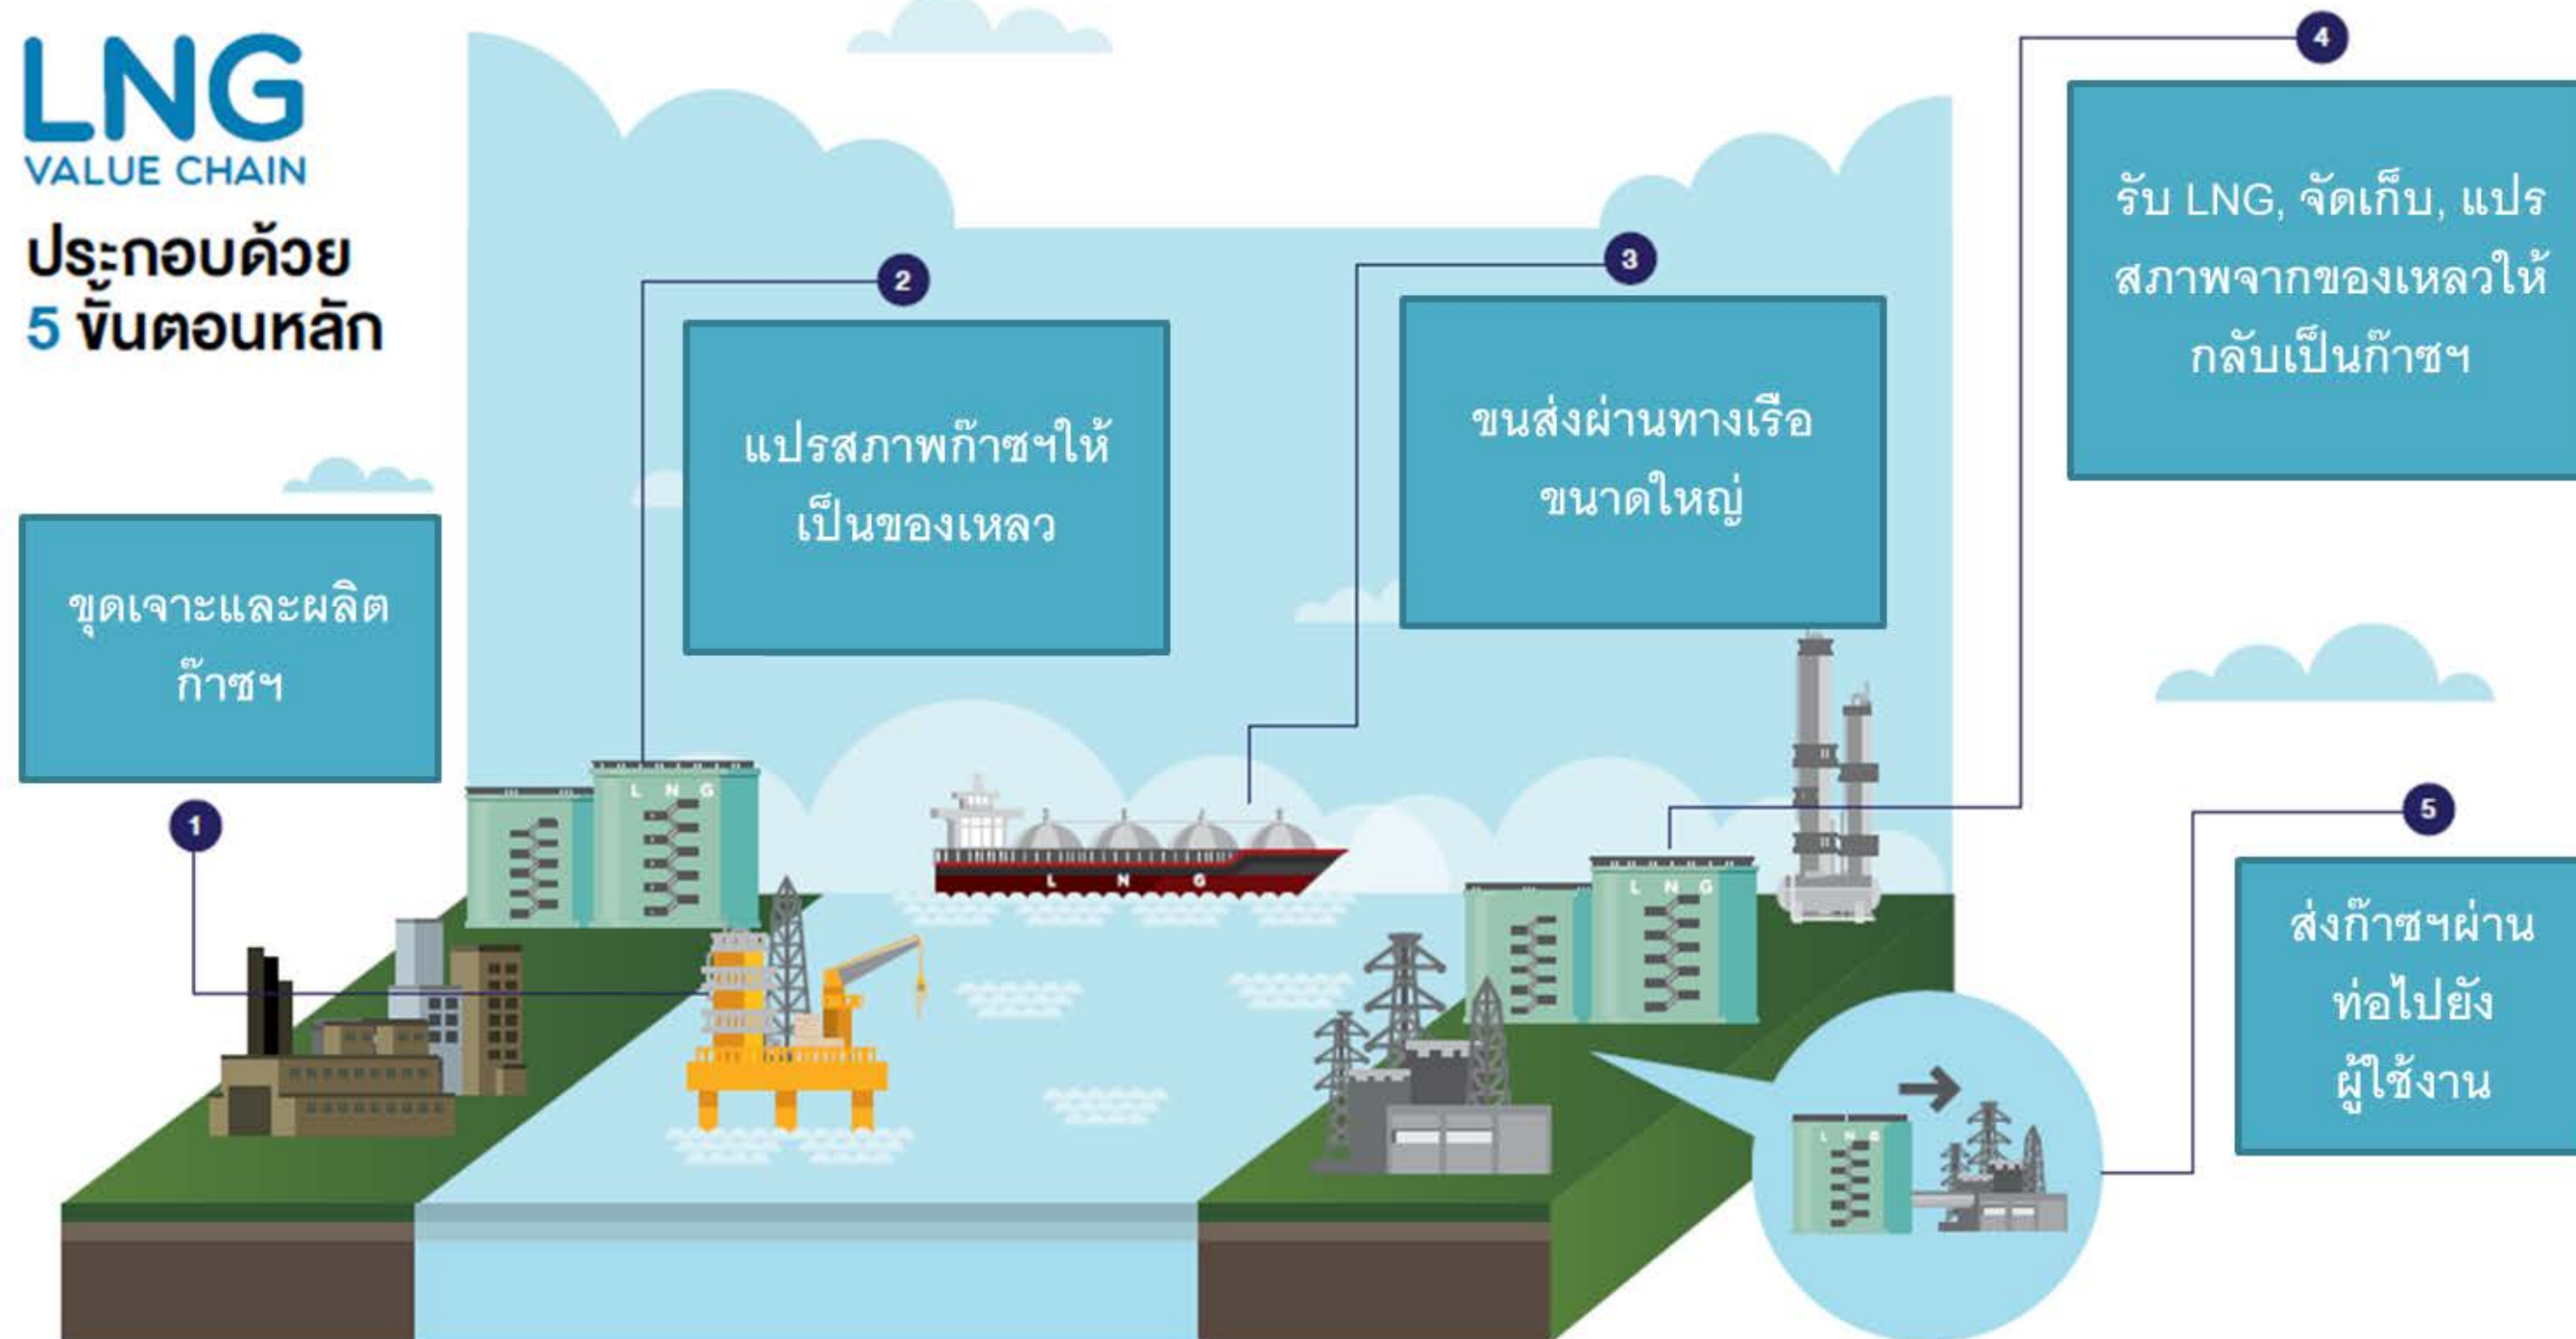 LNG
VALUE CHAIN
ประกอบด้วย
5 ขั้นตอนหลัก
1
ขุดเจาะและผลิต
ก๊าซฯ
2
แปรสภาพก๊าซฯให้
เป็นของเหลว
3
ขนส่งผ่านทางเรือ
ขนาดใหญ่
4
รับ LNG, จัดเก็บ, แปร
สภาพจากของเหลวให้
กลับเป็นก๊าซฯ
5
ส่งก๊าซฯผ่าน
ท่อไปยัง
ผู้ใช้งาน
L N G
L N G
L N G
L N G